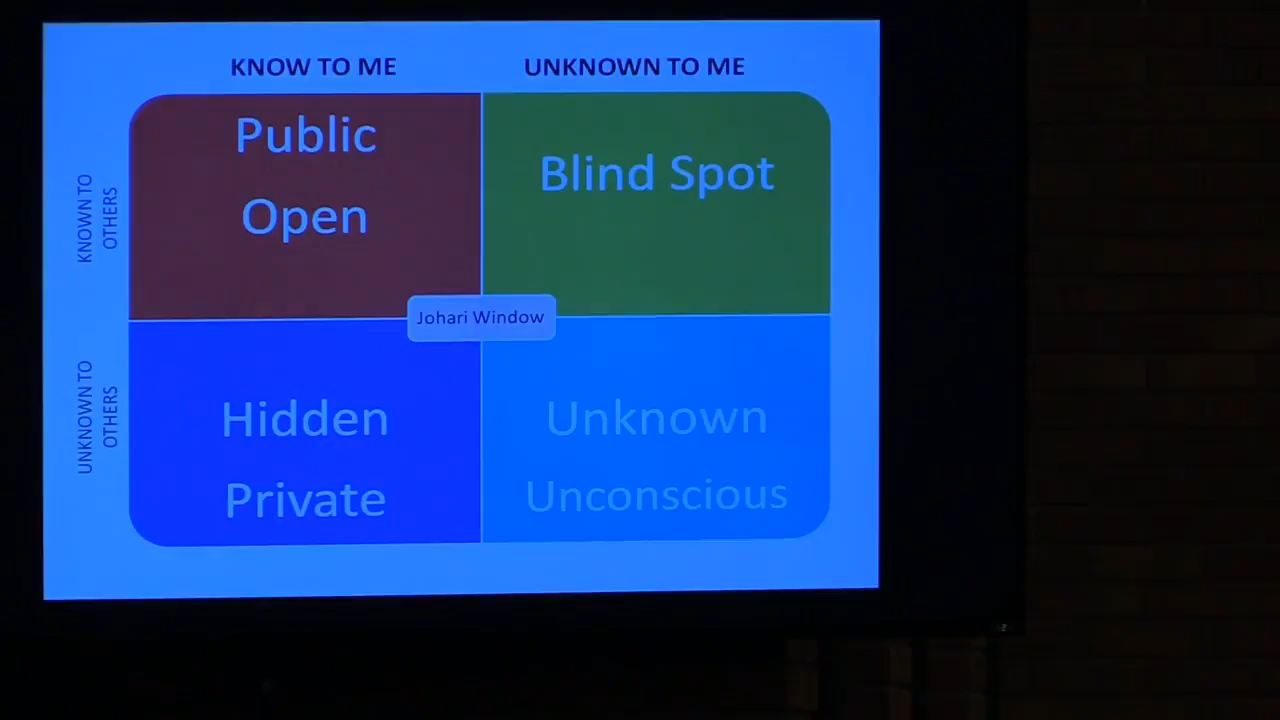 KNOW TO ME
UNKNOWN TO ME
KNOWN TO
OTHERS
Public
Open
Blind Spot
Johari Window
UNKNOWN TO
OTHERS
Hidden
Private
Unknown
Unconscious